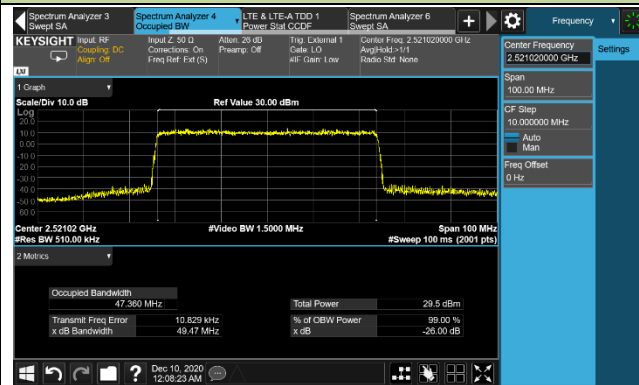 Spectrum Analyzer 3
Swept SA
Spectrum Analyzer 4
Occupied BW
LTE & LTE-A TDD 1
Power Stat CCDF
Spectrum Analyzer 6
Swept SA
Frequency
KEYSIGHT
Input: RF
Coupling: DC
Align: Off
Input Z: 50 Ω
Corrections: On
Freq Ref: Ext (S)
Atten: 26 dB
Preamp: Off
Trig: External 1
Gate: LO
#IF Gain: Low
Center Freq: 2.521020000 GHz
Avg|Hold:>1/1
Radio Std: None
LXI
Center Frequency
2.521020000 GHz
Settings
Span
100.00 MHz
CF Step
10.000000 MHz
Auto
Man
Freq Offset
0 Hz
1 Graph
Scale/Div 10.0 dB
Ref Value 30.00 dBm
Log
20.0
10.0
0.00
-10.0
-20.0
-30.0
-40.0
-50.0
-60.0
Center 2.52102 GHz
#Res BW 510.00 kHz
#Video BW 1.5000 MHz
Span 100 MHz
#Sweep 100 ms (2001 pts)
2 Metrics
Occupied Bandwidth
47.360 MHz
Total Power 29.5 dBm
Transmit Freq Error 10.829 kHz
% of OBW Power 99.00 %
x dB Bandwidth 49.47 MHz
x dB -26.00 dB
Dec 10, 2020
12:08:23 AM